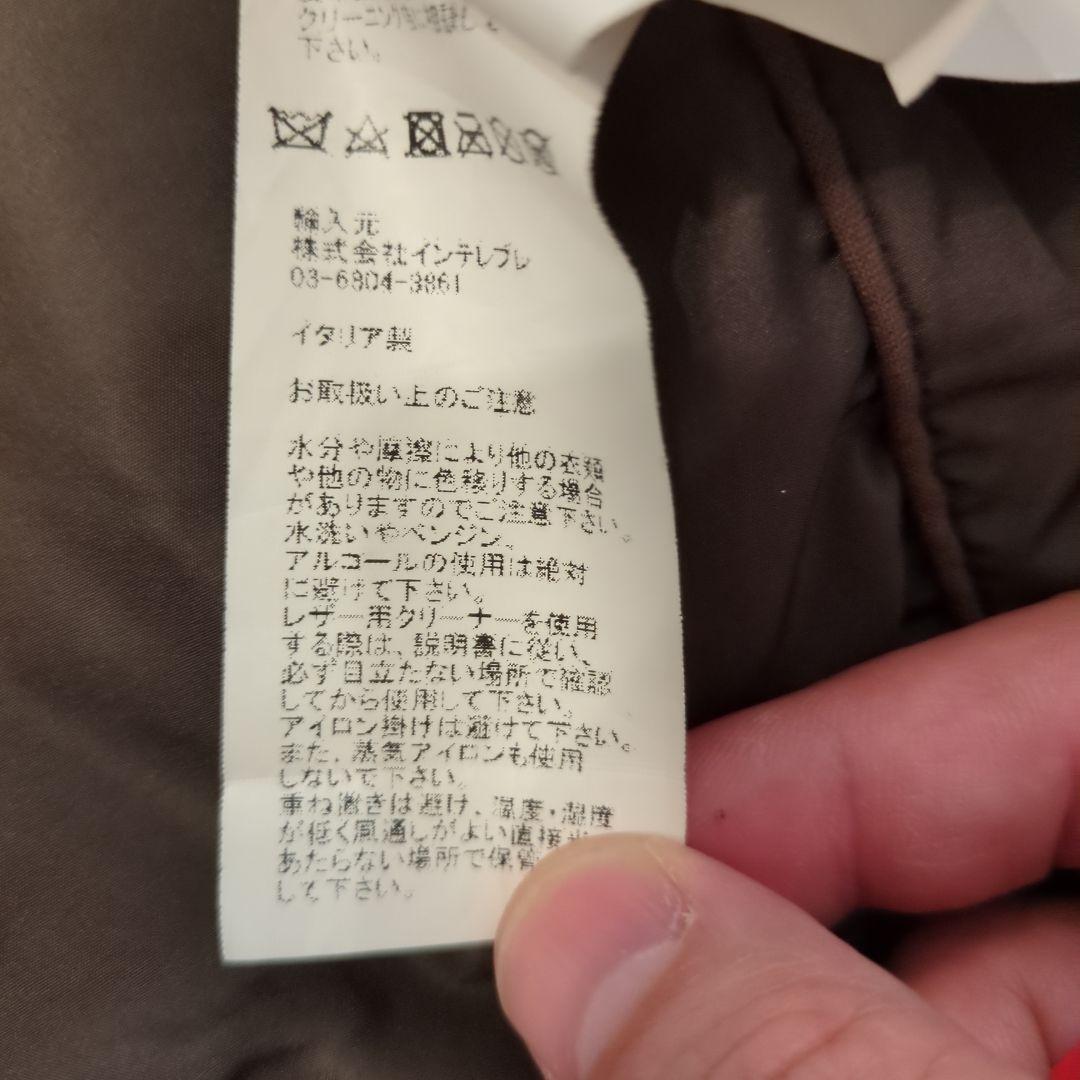 クリーニング店に相談して
下さい。
輸入元
株式会社インテレプレ
03-6804-3861
イタリア製
お取扱い上のご注意
水分や摩擦により他の衣類
や他の物に色移りする場合
がありますのでご注意下さい。
水洗いやベンジン、
アルコールの使用は絶対
に避けて下さい。
レザー用クリーナーを使用
する際は、説明書に従い、
必ず目立たない場所で確認
してから使用して下さい。
アイロン掛けは避けて下さい。
また、蒸気アイロンも使用
しないで下さい。
重ね置きは避け、温度・湿度
が低く風通しがよい直接
あたらない場所で保管
して下さい。